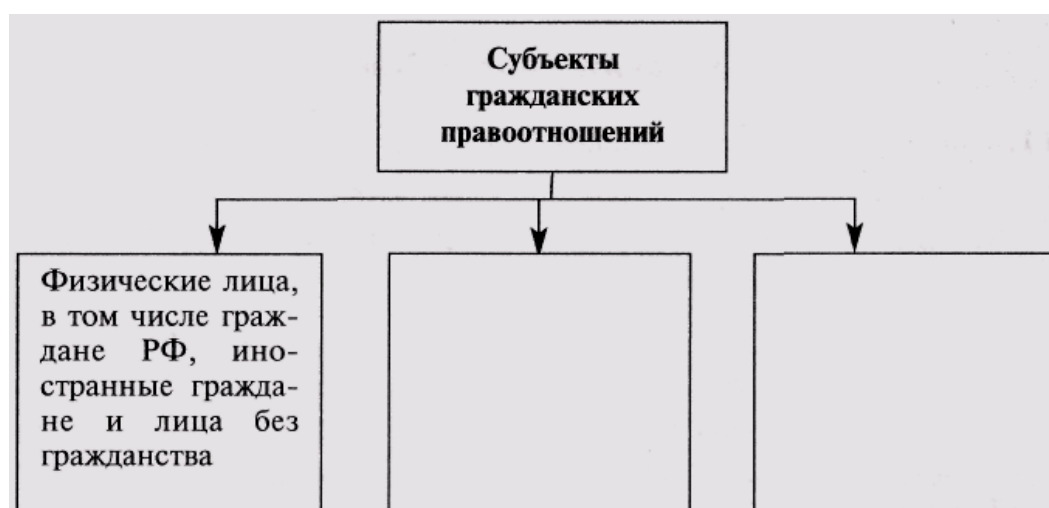 Субъекты
гражданских
правоотношений
Физические лица,
в том числе граж-
дане РФ, ино-
странные гражда-
не и лица без
гражданства